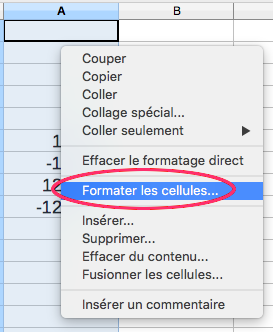 A B
Couper
Copier
Coller
Collage spécial...
Coller seulement
1
Effacer le formatage direct
-1
12 Formater les cellules...
-12
Insérer...
Supprimer...
Effacer du contenu...
Fusionner les cellules...
Insérer un commentaire